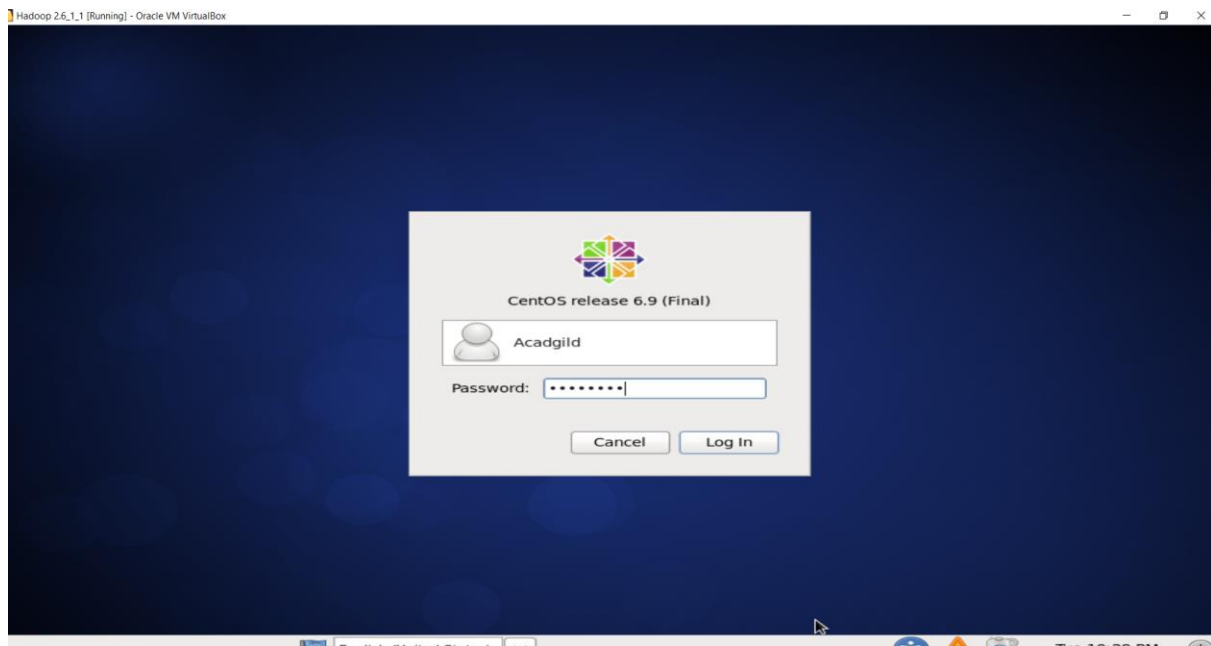 Hadoop 2.6_1_1 [Running] - Oracle VM VirtualBox
CentOS release 6.9 (Final)
Acadgild
Password: ••••••••
Cancel
Log In